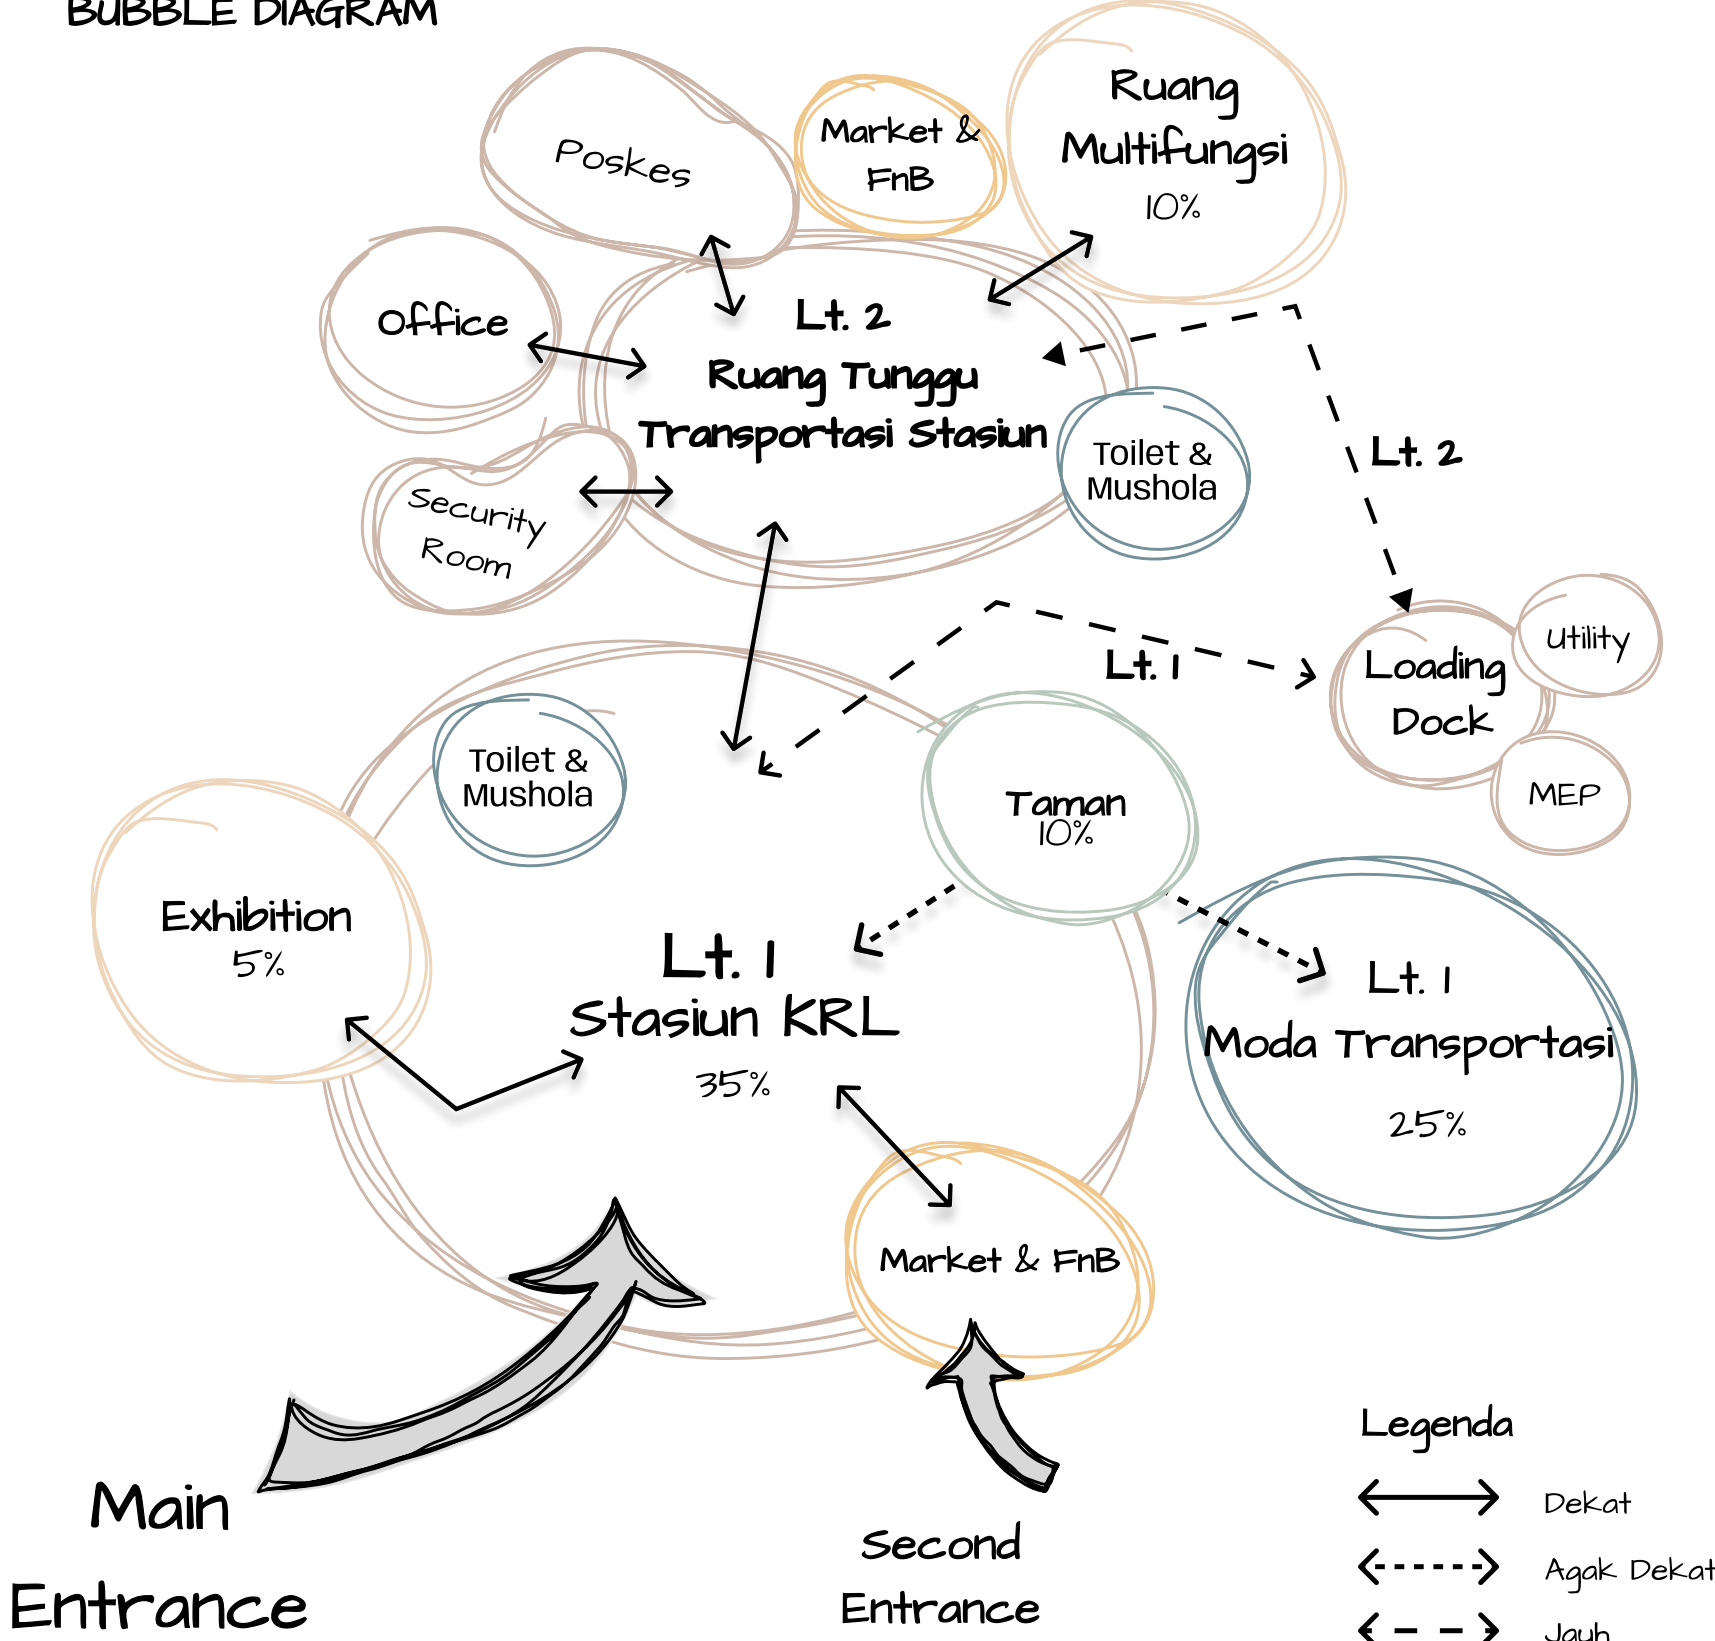 BUBBLE DIAGRAM
Poskes
Market &
FnB
Ruang
Multifungsi
10%
Office
Lt. 2
Ruang Tunggu
Transportasi Stasiun
Toilet &
Mushola
Security
Room
Lt. 2
Lt. 1
Loading
Dock
Utility
MEP
Toilet &
Mushola
Taman
10%
Exhibition
5%
Lt. 1
Stasiun KRL
35%
Lt. 1
Moda Transportasi
25%
Market & FnB
Main
Entrance
Second
Entrance
Legenda
Dekat
Agak Dekat
Jauh